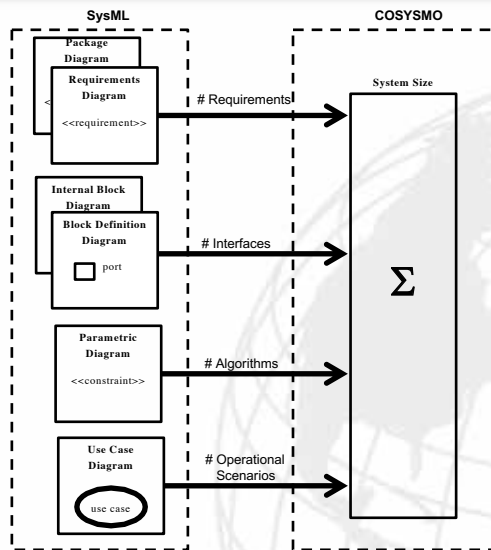 SysML
COSYSMO
Package
Diagram
<
Requirements
Diagram
<<requirement>>
# Requirements
System Size
Internal Block
Diagram
Block Definition
Diagram
port
# Interfaces
Σ
Parametric
Diagram
<<constraint>>
# Algorithms
Use Case
Diagram
use case
# Operational
Scenarios